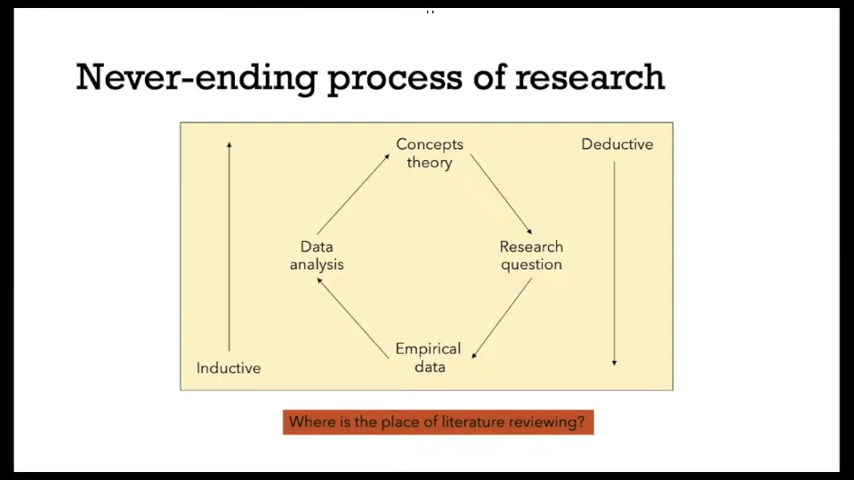 Never-ending process of research
Concepts
theory
Deductive
Data
analysis
Research
question
Empirical
data
Inductive
Where is the place of literature reviewing?